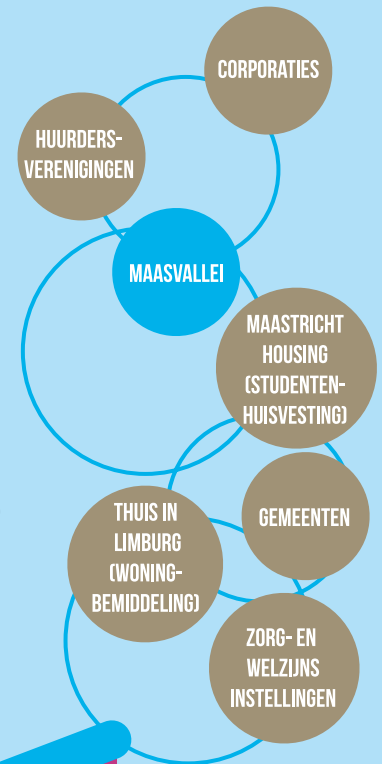 CORPORATIES
HUURDERS-
VERENIGINGEN
MAASVALLEI
MAASTRICHT
HOUSING
(STUDENTEN-
HUISVESTING)
GEMEENTEN
THUIS IN
LIMBURG
(WONING-
BEMIDDELING)
ZORG- EN
WELZIJNS
INSTELLINGEN